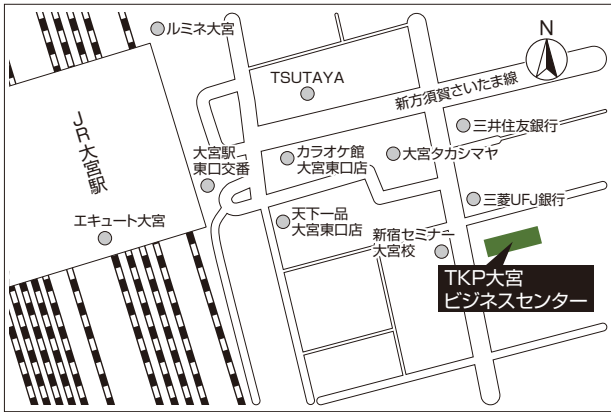 ルミネ大宮
N
TSUTAYA
新方須賀さいたま線
三井住友銀行
JR大宮駅
大宮駅
東口交番
カラオケ館
大宮東口店
大宮タカシマヤ
三菱UFJ銀行
エキュート大宮
天下一品
大宮東口店
新宿セミナー
大宮校
TKP大宮
ビジネスセンター